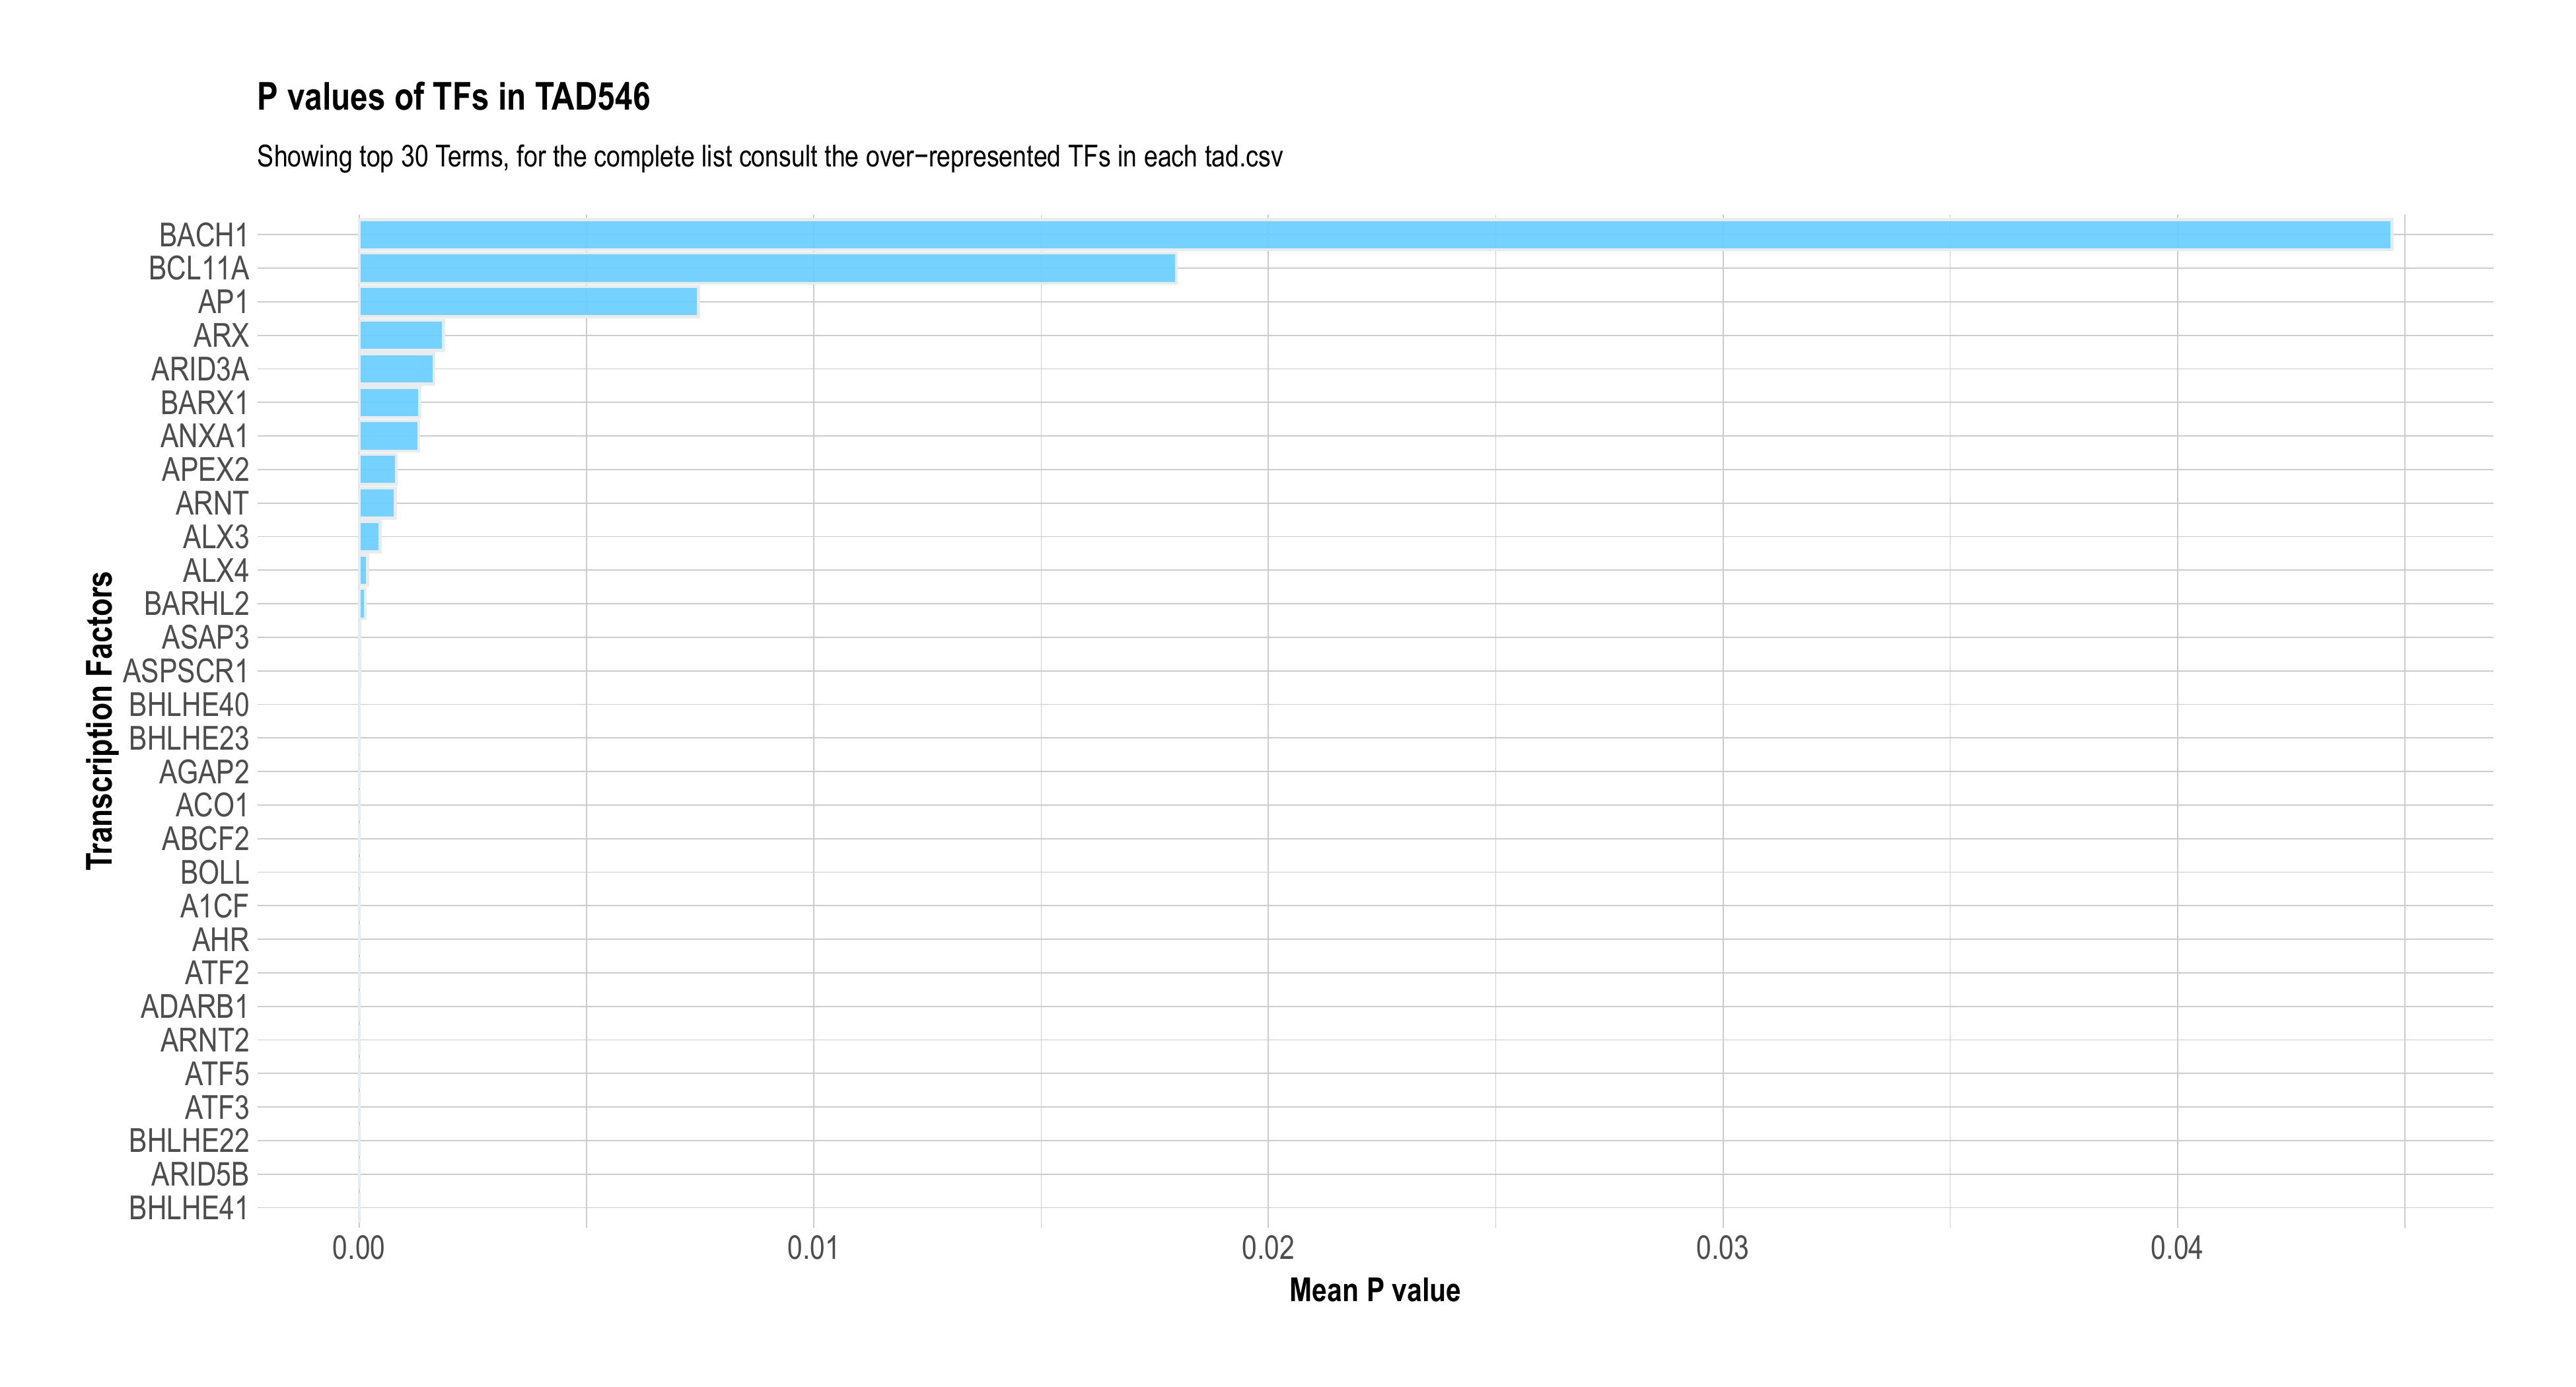 P values of TFs in TAD546
Showing top 30 Terms, for the complete list consult the over−represented TFs in each tad.csv
Transcription Factors
BACH1
BCL11A
AP1
ARX
ARID3A
BARX1
ANXA1
APEX2
ARNT
ALX3
ALX4
BARHL2
ASAP3
ASPSCR1
BHLHE40
BHLHE23
AGAP2
ACO1
ABCF2
BOLL
A1CF
AHR
ATF2
ADARB1
ARNT2
ATF5
ATF3
BHLHE22
ARID5B
BHLHE41
0.00 0.01 0.02 0.03 0.04
Mean P value